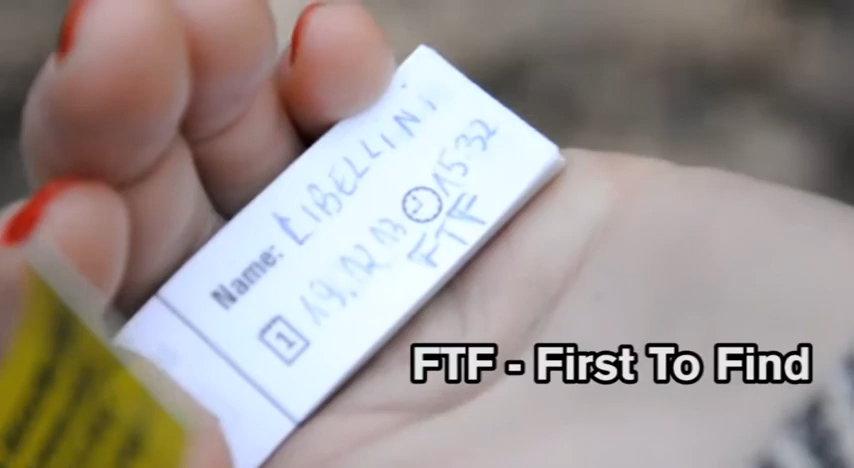 Name: LIBELLINI
1 19.02.13 15:32
FTF
FTF - First To Find